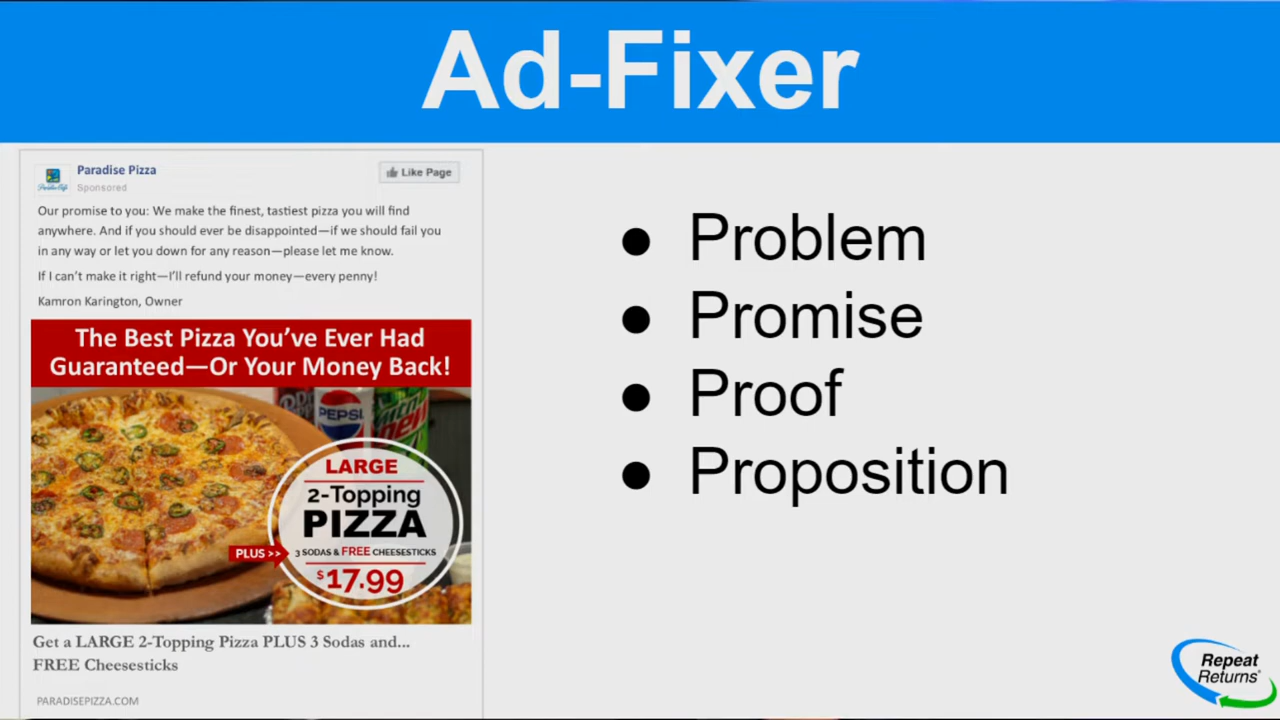 Ad-Fixer
Paradise Pizza
Sponsored
Like Page
Our promise to you: We make the finest, tastiest pizza you will find
anywhere. And if you should ever be disappointed—if we should fail you
in any way or let you down for any reason—please let me know.
If I can't make it right—I'll refund your money—every penny!
Kamron Karington, Owner
The Best Pizza You've Ever Had
Guaranteed—Or Your Money Back!
PEPSI
LARGE
2-Topping
PIZZA
PLUS >>
3 SODAS & FREE CHEESESTICKS
$17.99
Get a LARGE 2-Topping Pizza PLUS 3 Sodas and...
FREE Cheesesticks
PARADISEPIZZA.COM
• Problem
• Promise
• Proof
• Proposition
Repeat
Returns